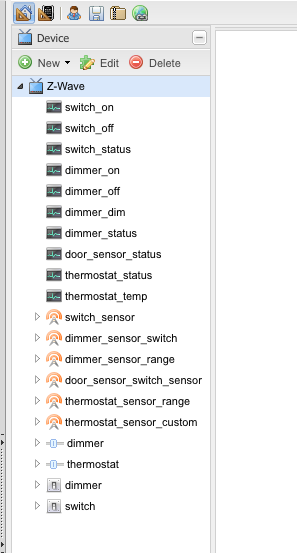 Device
New Edit Delete
Z-Wave
switch_on
switch_off
switch_status
dimmer_on
dimmer_off
dimmer_dim
dimmer_status
door_sensor_status
thermostat_status
thermostat_temp
switch_sensor
dimmer_sensor_switch
dimmer_sensor_range
door_sensor_switch_sensor
thermostat_sensor_range
thermostat_sensor_custom
dimmer
thermostat
dimmer
switch